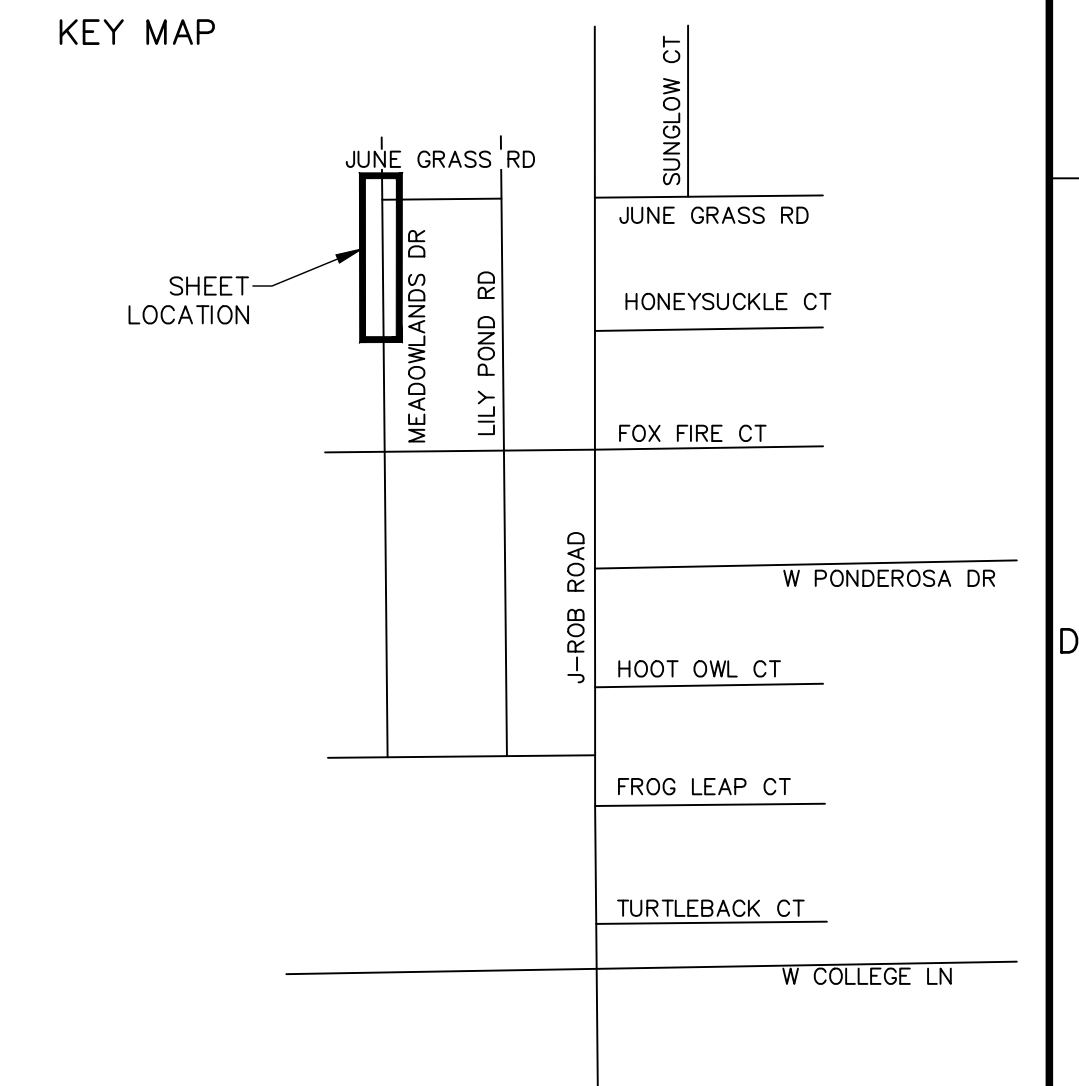 KEY MAP
SUNGLOW CT
JUNE GRASS RD
JUNE GRASS RD
MEADOWLANDS DR
LILY POND RD
SHEET
LOCATION
HONEYSUCKLE CT
FOX FIRE CT
J-ROB ROAD
W PONDEROSA DR
D
HOOT OWL CT
FROG LEAP CT
TURTLEBACK CT
W COLLEGE LN